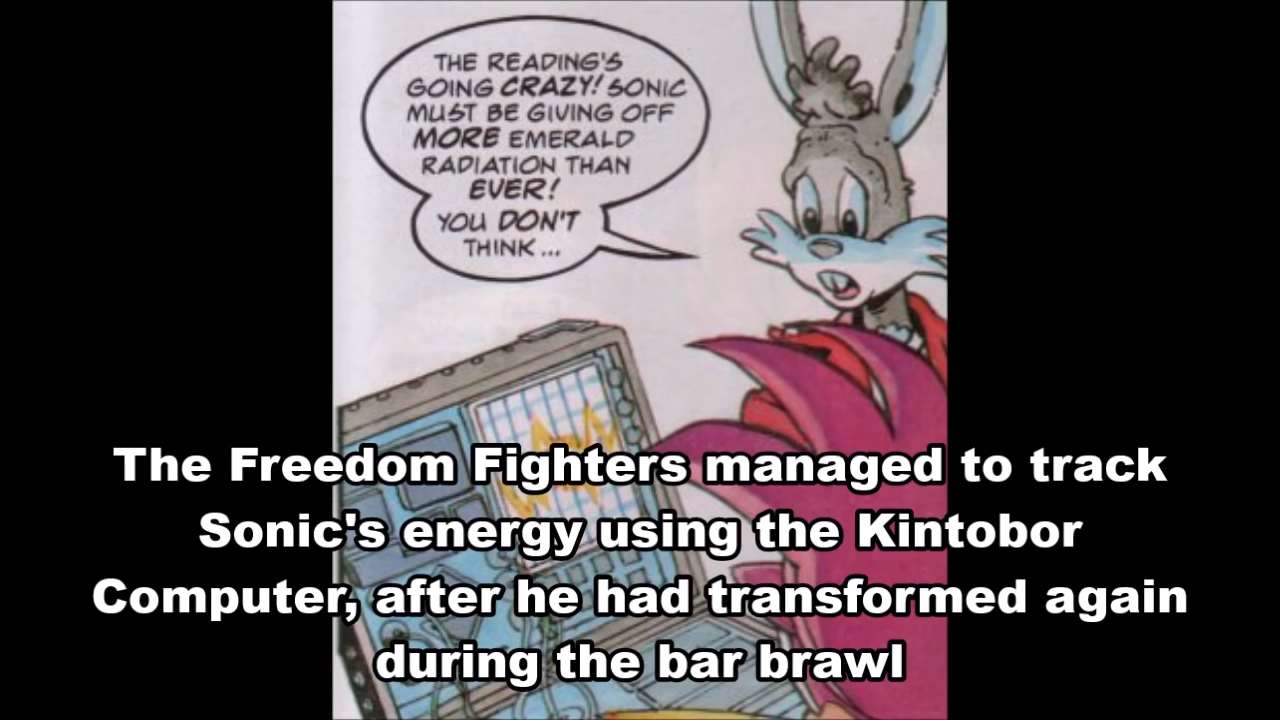 THE READING'S
GOING CRAZY! SONIC
MUST BE GIVING OFF
MORE EMERALD
RADIATION THAN
EVER!
YOU DON'T
THINK...
The Freedom Fighters managed to track
Sonic's energy using the Kintobor
Computer, after he had transformed again
during the bar brawl